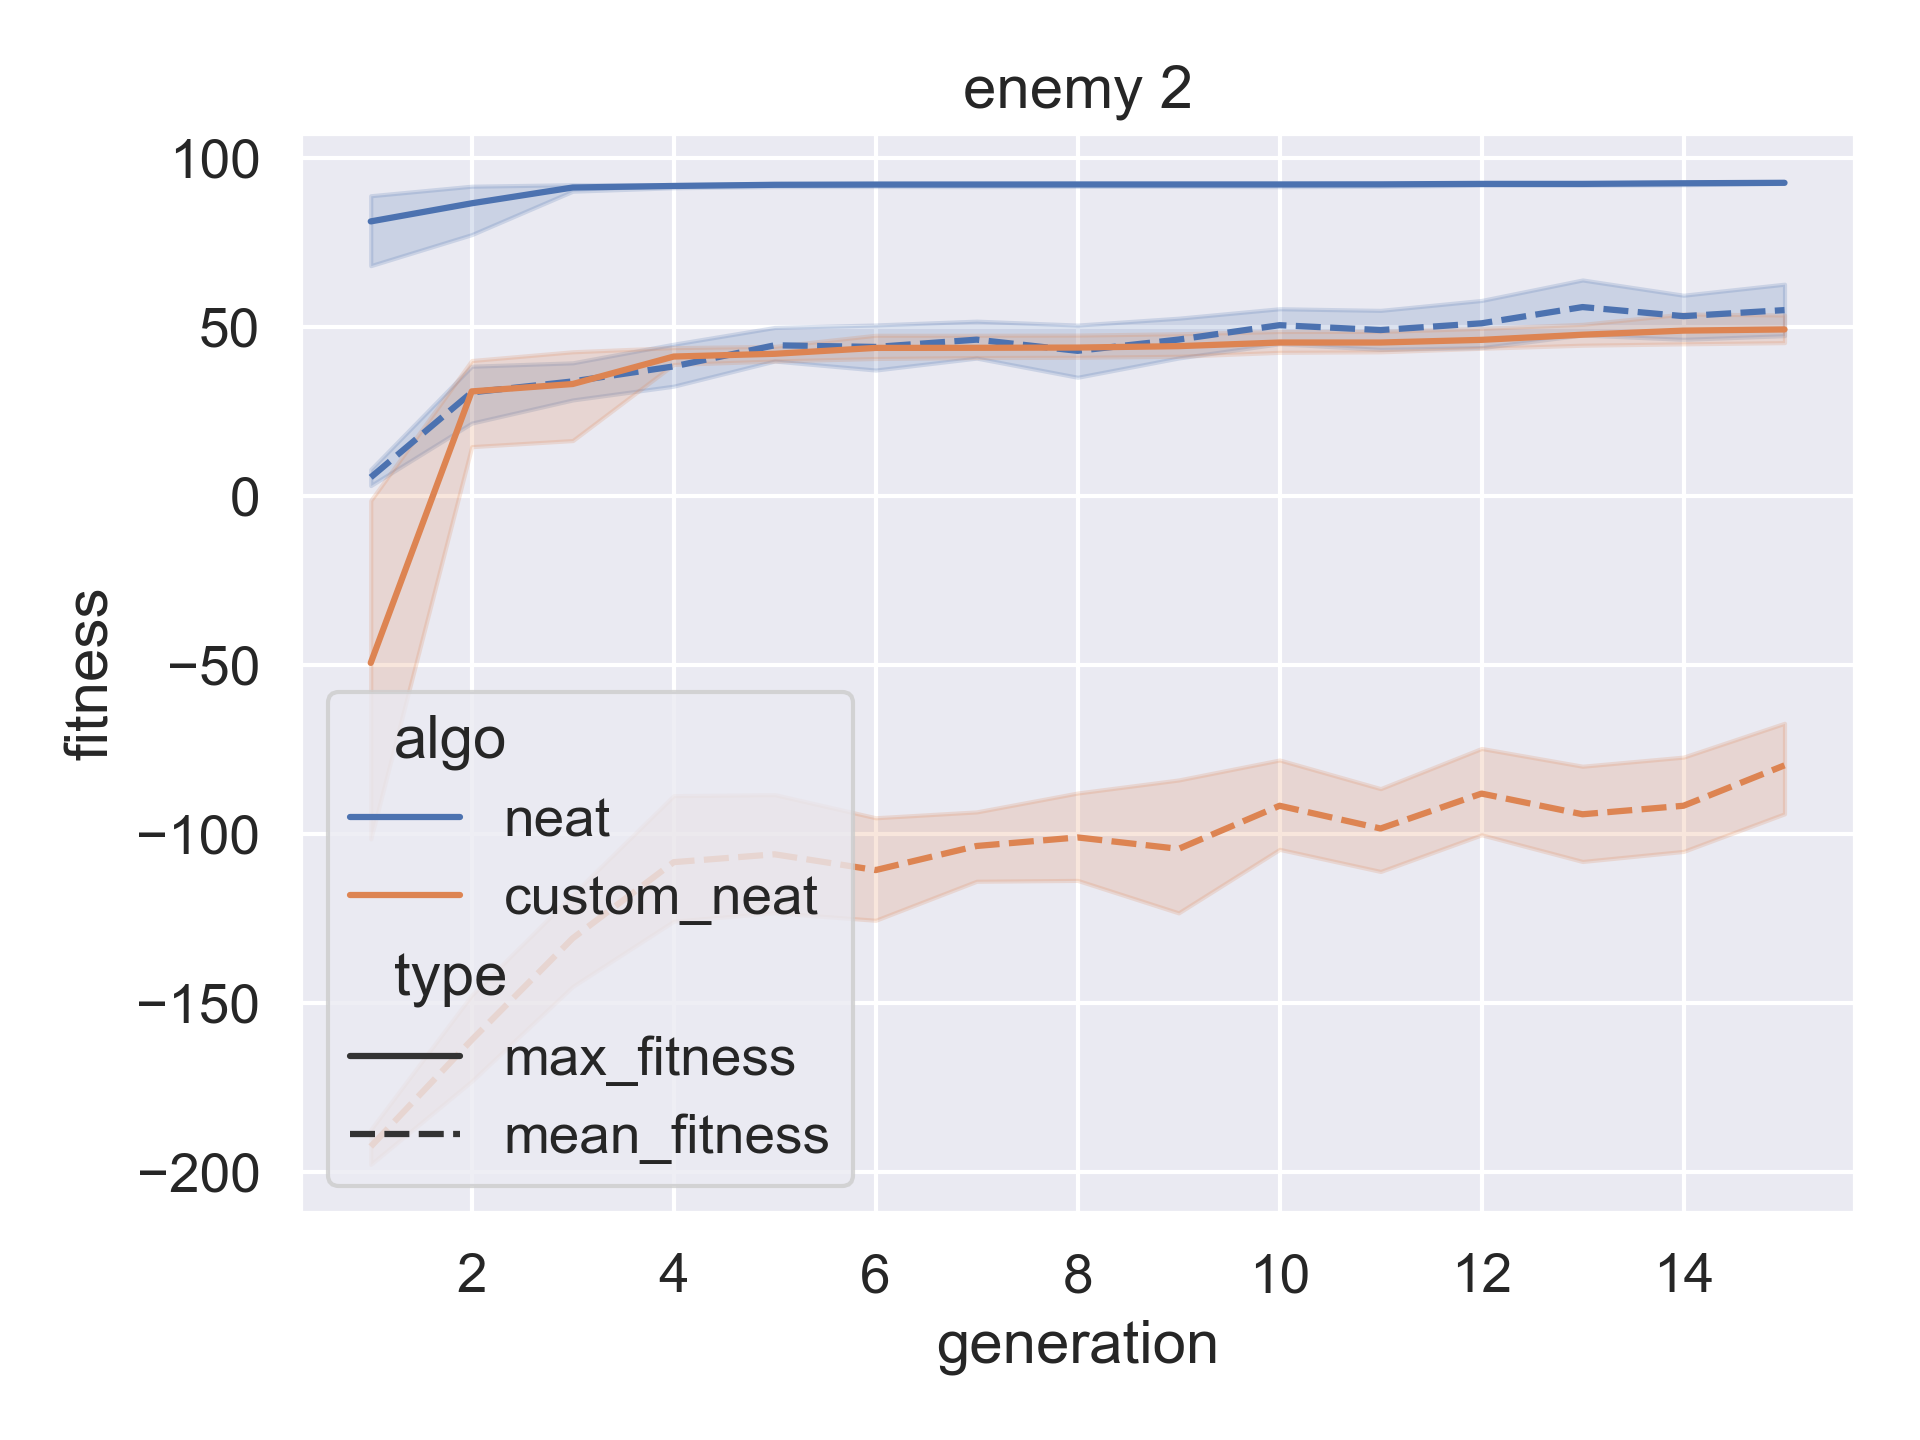 enemy 2
100
50
0
−50
−100
−150
−200
fitness
algo
neat
custom_neat
type
max_fitness
mean_fitness
2 4 6 8 10 12 14
generation